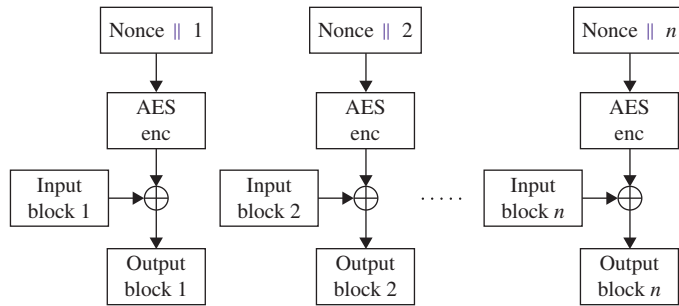 Nonce || 1
Nonce || 2
Nonce || n
AES
enc
AES
enc
AES
enc
Input
block 1
Input
block 2
.....
Input
block n
Output
block 1
Output
block 2
Output
block n